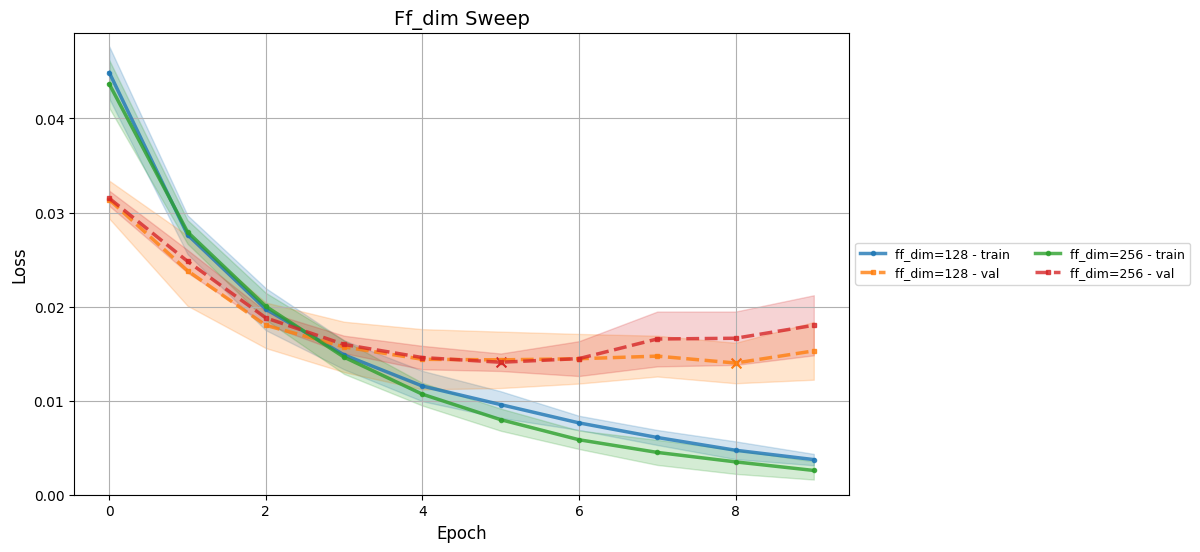 Ff_dim Sweep
Loss
0.04
0.03
0.02
0.01
0.00
0 2 4 6 8
Epoch
ff_dim=128 - train ff_dim=256 - train
ff_dim=128 - val ff_dim=256 - val